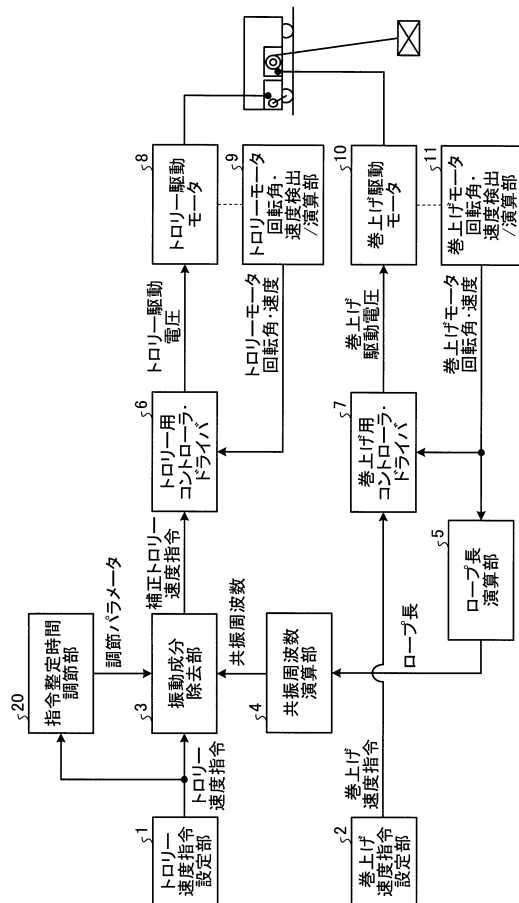 1
トロリー
速度指令
設定部
トロリー
速度指令
20
指令整定時間
調節部
調節パラメータ
3
振動成分
除去部
共振周波数
4
共振周波数
演算部
補正トロリー
速度指令
6
トロリー用
コントローラ・
ドライバ
トロリー駆動
電圧
8
トロリー駆動
モータ
9
トロリーモータ
回転角・
速度検出
/演算部
トロリーモータ
回転角・速度
2
巻上げ
速度指令
設定部
巻上げ
速度指令
ロープ長
5
ロープ長
演算部
7
巻上げ用
コントローラ・
ドライバ
巻上げ
駆動電圧
10
巻上げ駆動
モータ
11
巻上げモータ
回転角・
速度検出
/演算部
巻上げモータ
回転角・速度